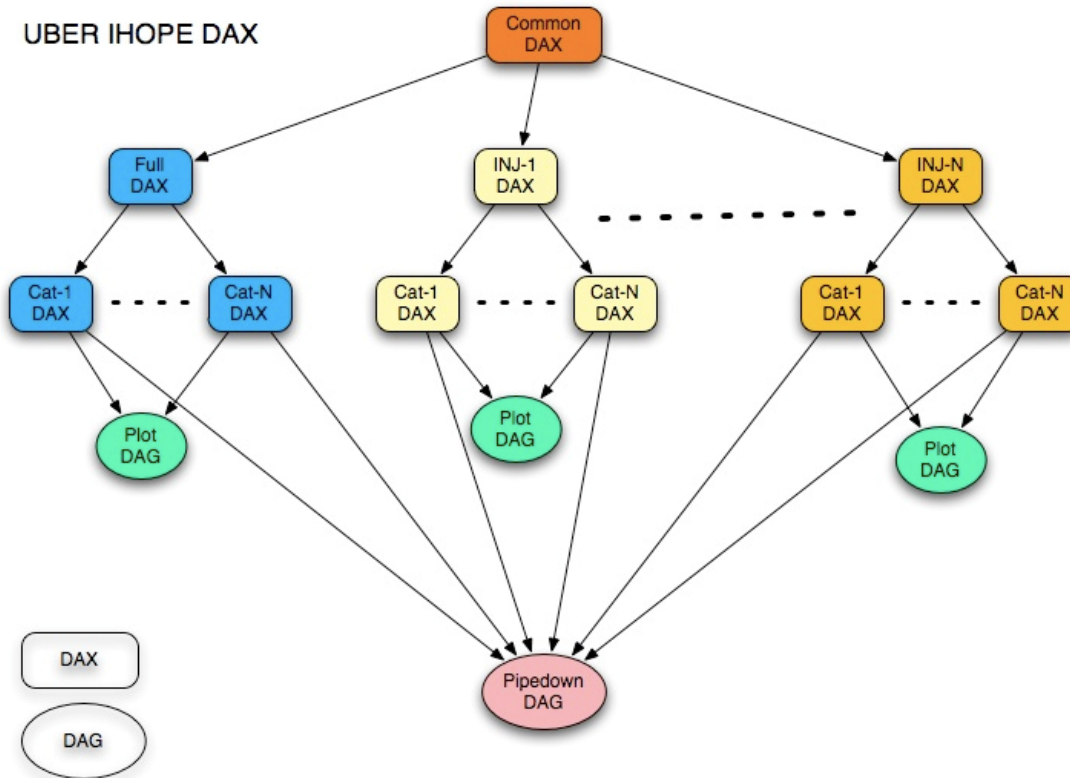 UBER IHOPE DAX
Common
DAX
Full
DAX
INJ-1
DAX
INJ-N
DAX
Cat-1
DAX
Cat-N
DAX
Cat-1
DAX
Cat-N
DAX
Cat-1
DAX
Cat-N
DAX
Plot
DAG
Plot
DAG
Plot
DAG
Pipedown
DAG
DAX
DAG